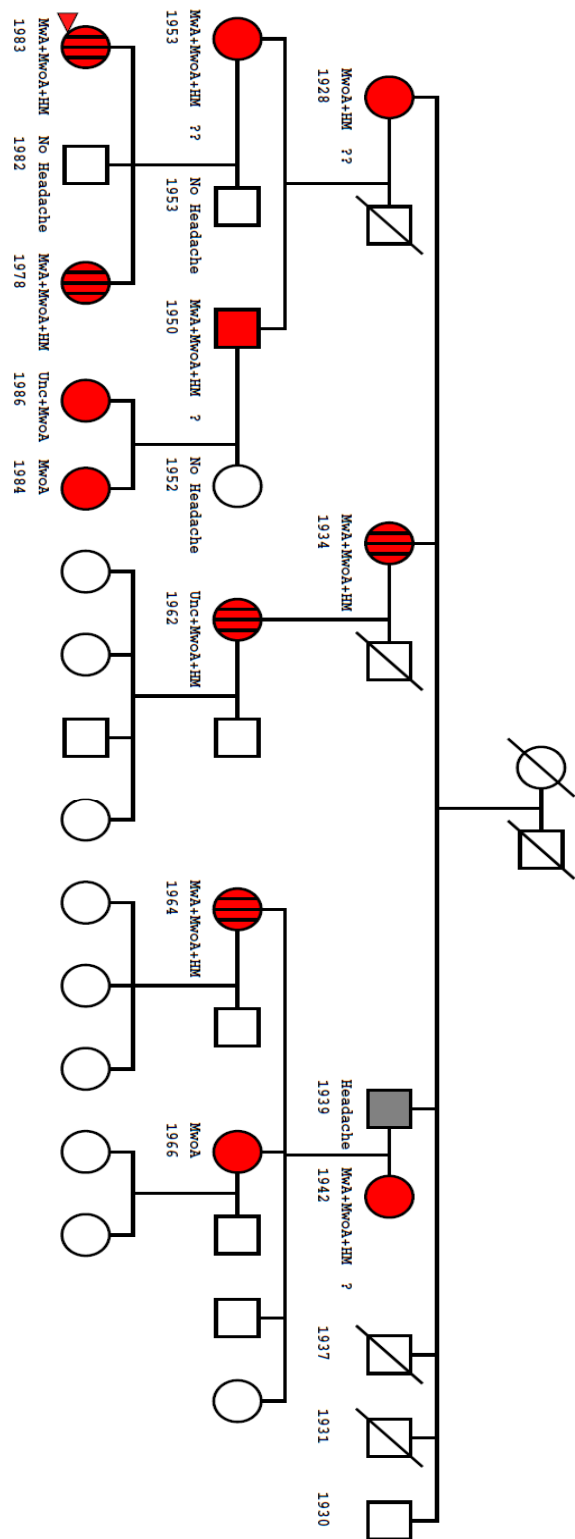 MwoA+HM ??
1928
MwA+MwoA+HM
1934
Headache
1939
MwA+MwoA+HM ?
1942
1937
1931
1930
MwA+MwoA+HM ??
1953
No Headache
1953
MwA+MwoA+HM ?
1950
No Headache
1952
Unc+MwoA+HM
1962
MwA+MwoA+HM
1964
MwoA
1966
MwA+MwoA+HM
1983
No Headache
1982
MwA+MwoA+HM
1978
Unc+MwoA
1986
MwoA
1984